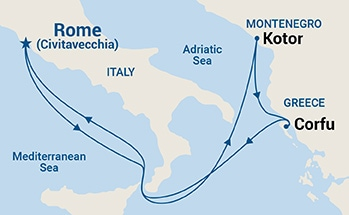 Rome
(Civitavecchia)
ITALY
Adriatic
Sea
MONTENEGRO
Kotor
GREECE
Corfu
Mediterranean
Sea